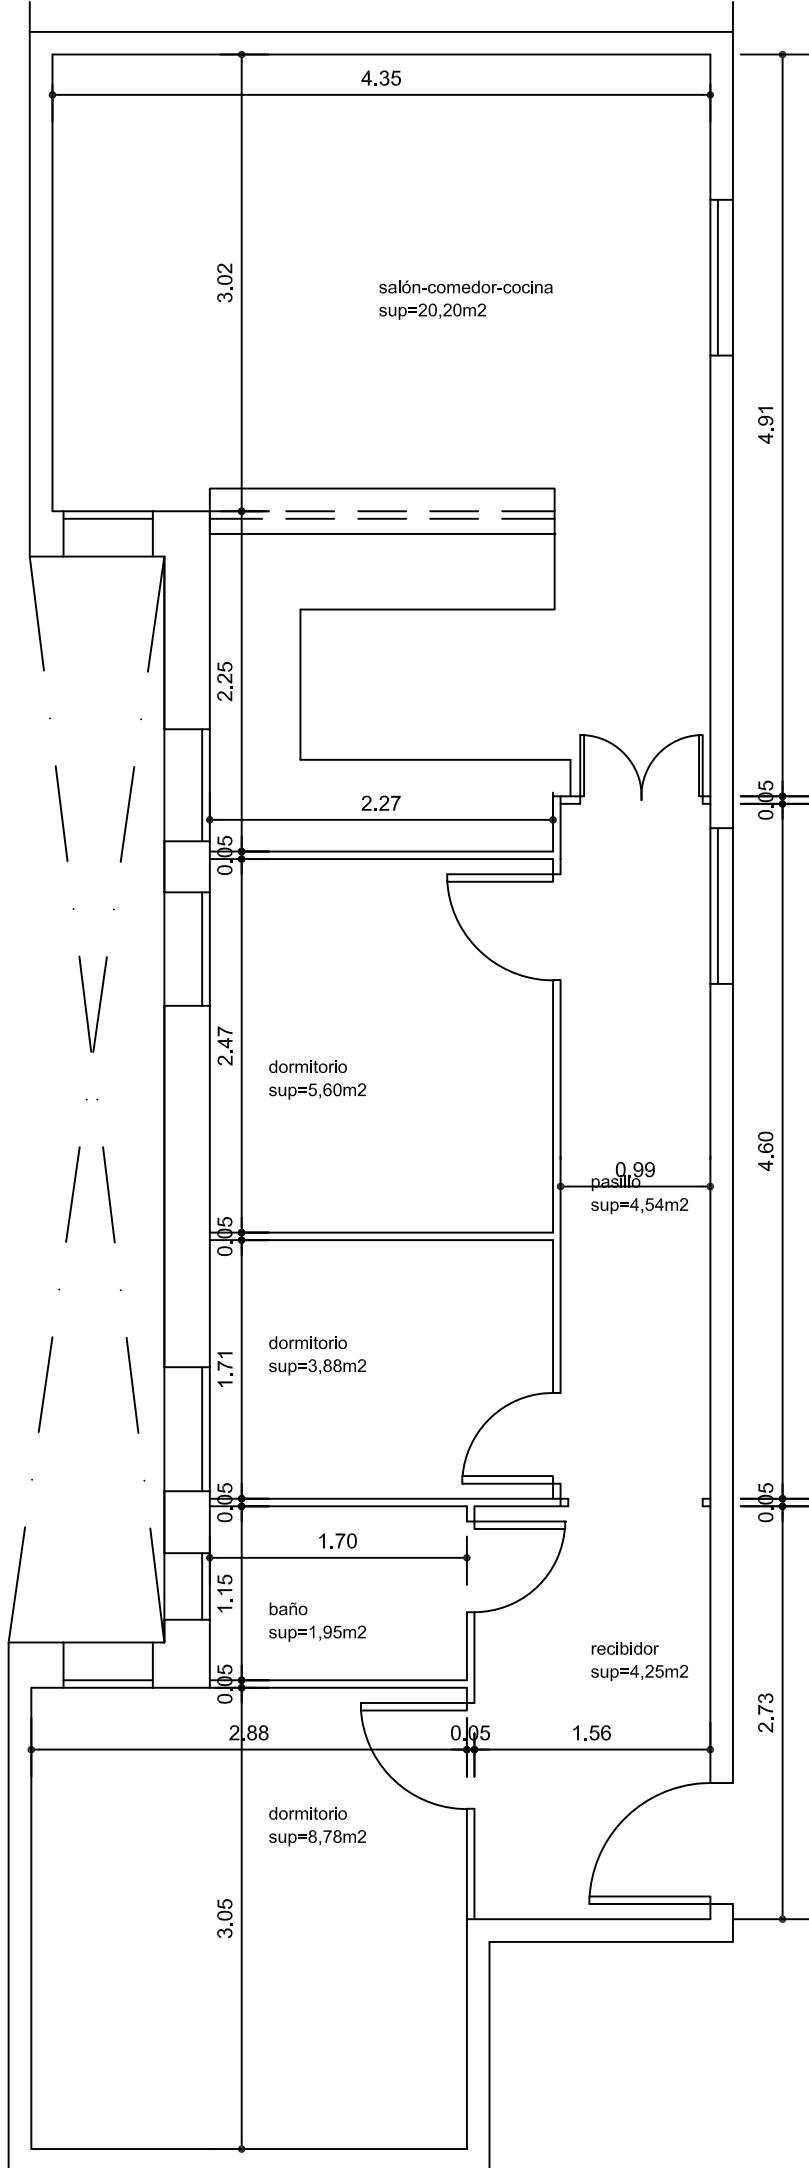 4.35
3.02
salón-comedor-cocina
sup=20,20m2
4.91
2.25
0.05
2.27
0.05
2.47
dormitorio
sup=5,60m2
4.60
0.99
pasillo
sup=4,54m2
0.05
1.71
dormitorio
sup=3,88m2
0.05
0.05
1.70
1.15
baño
sup=1,95m2
recibidor
sup=4,25m2
0.05
2.73
2.88
0.05
1.56
dormitorio
sup=8,78m2
3.05